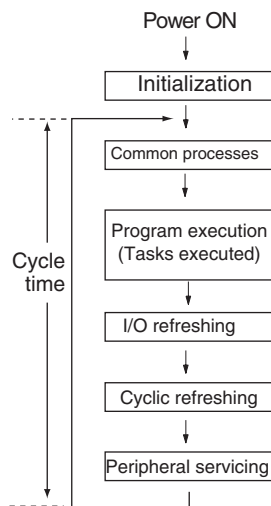 Power ON
Initialization
Common processes
Program execution
(Tasks executed)
Cycle
time
I/O refreshing
Cyclic refreshing
Peripheral servicing